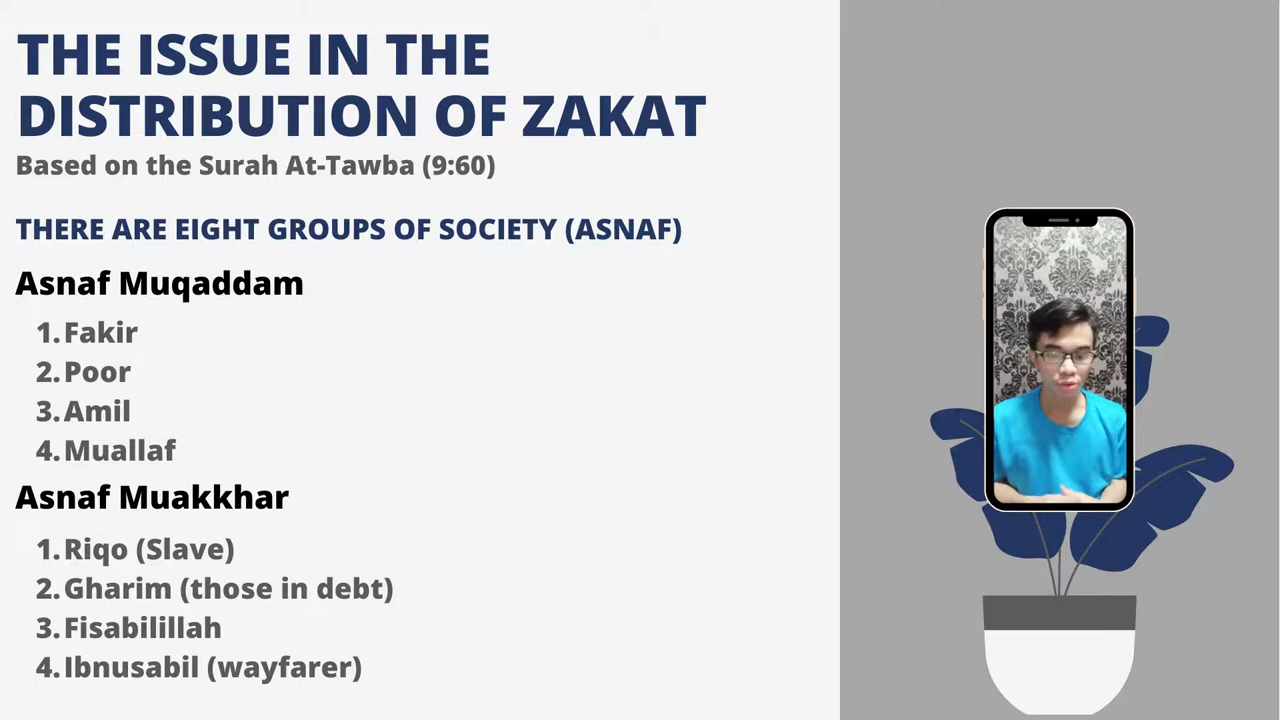 THE ISSUE IN THE
DISTRIBUTION OF ZAKAT
Based on the Surah At-Tawba (9:60)
THERE ARE EIGHT GROUPS OF SOCIETY (ASNAF)
Asnaf Muqaddam
1. Fakir
2. Poor
3. Amil
4. Muallaf
Asnaf Muakkhar
1. Riqo (Slave)
2. Gharim (those in debt)
3. Fisabilillah
4. Ibnusabil (wayfarer)